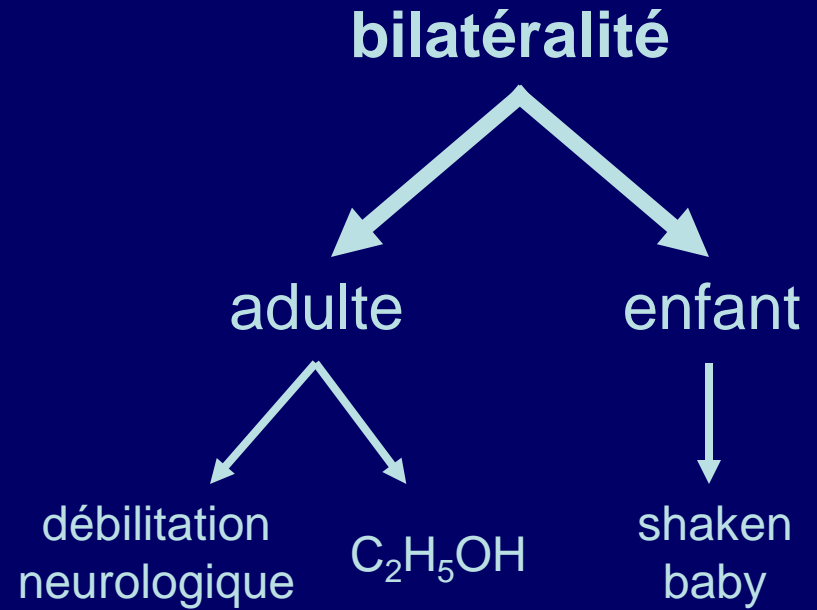 bilatéralité
adulte
enfant
débilitation
neurologique
C₂H₅OH
shaken
baby